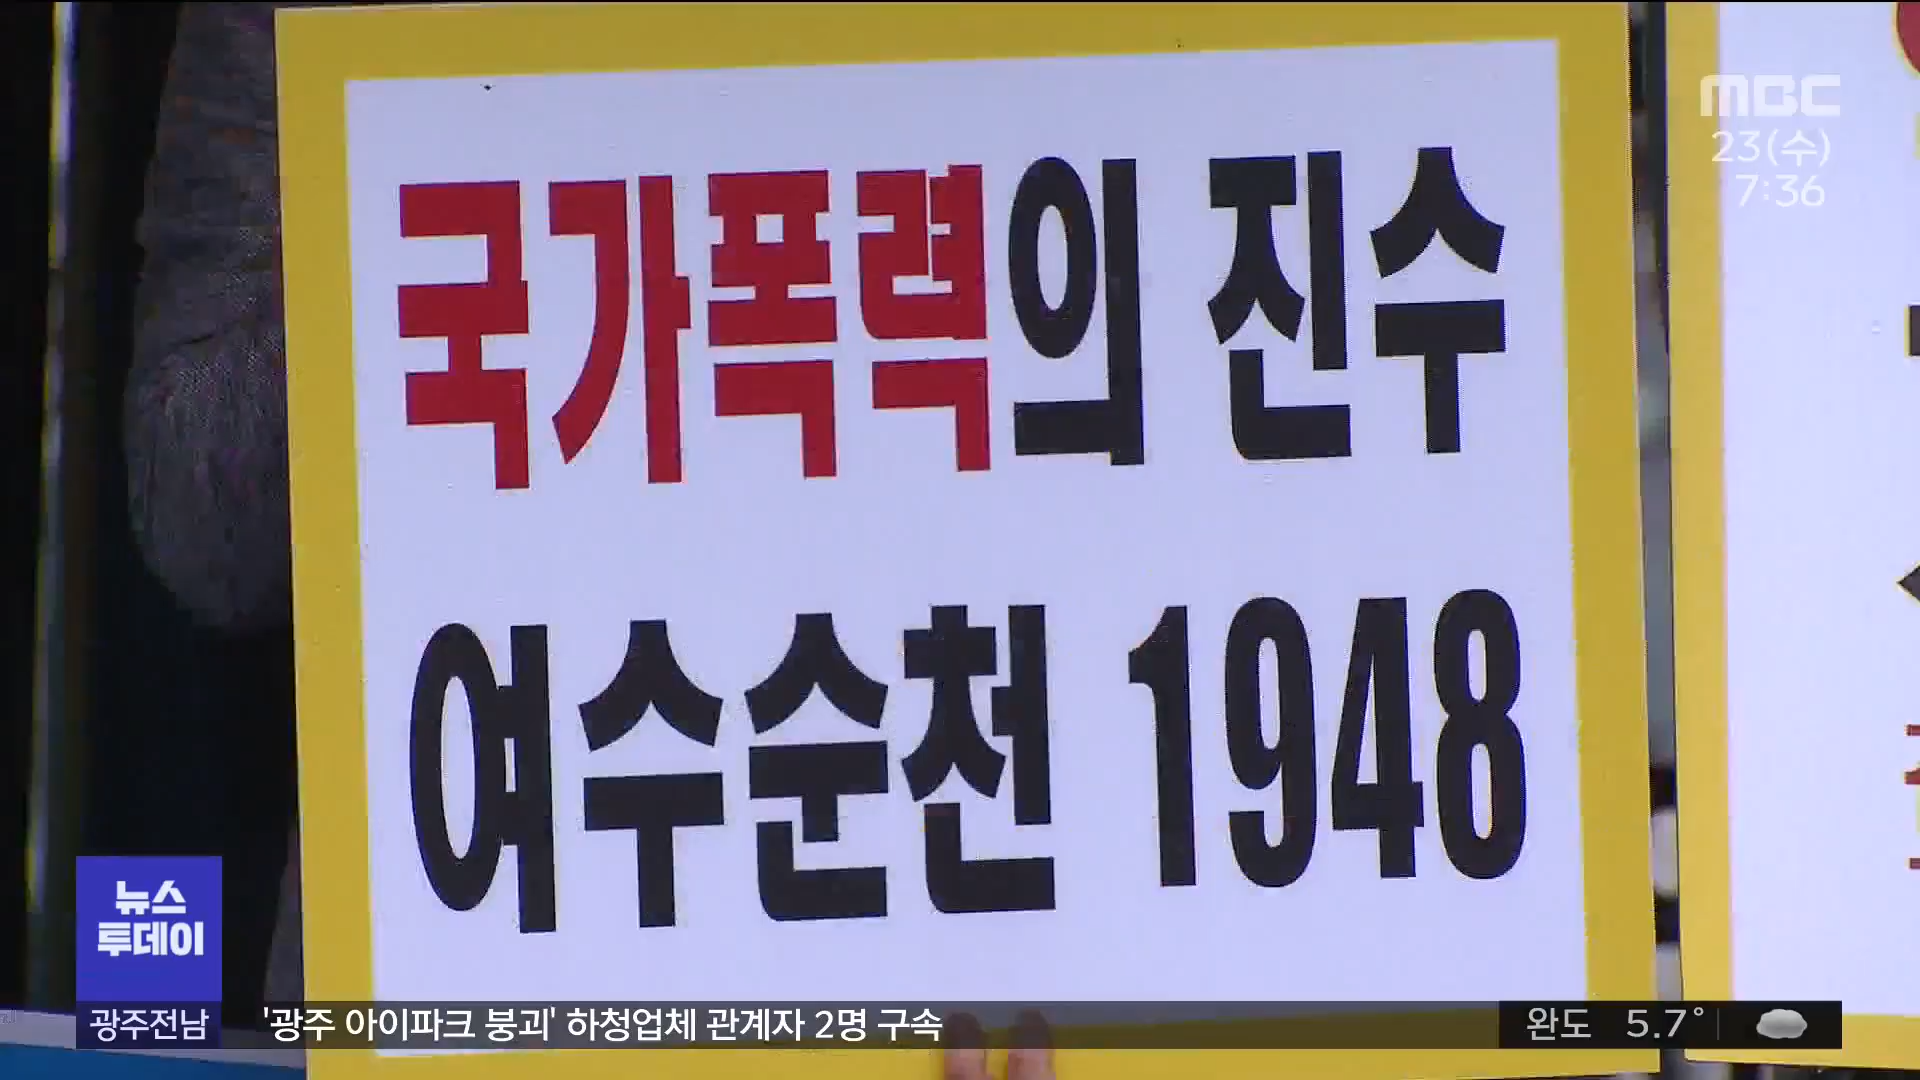 MBC
23(수)
7:36
국가폭력의 진수
여수순천 1948
뉴스
투데이
광주전남
'광주 아이파크 붕괴' 하청업체 관계자 2명 구속
완도 5.7°